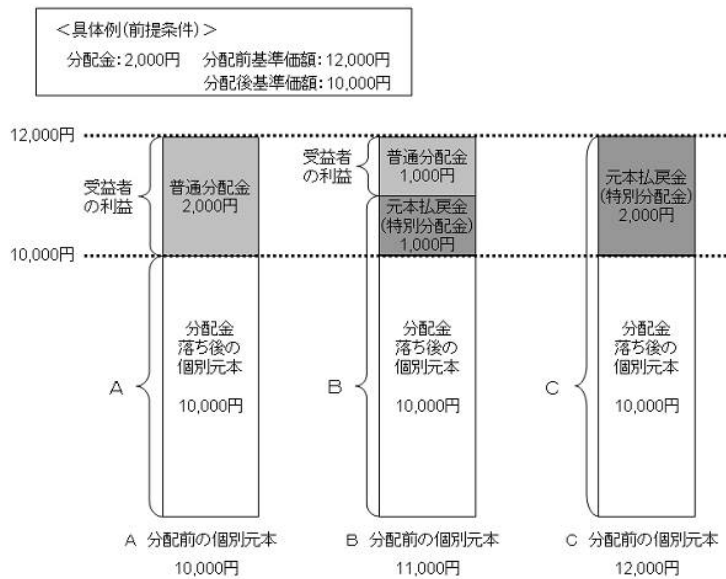 ＜具体例(前提条件)＞
分配金：2,000円 分配前基準価額：12,000円
分配後基準価額：10,000円
12,000円
10,000円
受益者
の利益
普通分配金
2,000円
分配金
落ち後の
個別元本
10,000円
A
A 分配前の個別元本
10,000円
受益者
の利益
普通分配金
1,000円
元本払戻金
(特別分配金)
1,000円
分配金
落ち後の
個別元本
10,000円
B
B 分配前の個別元本
11,000円
元本払戻金
(特別分配金)
2,000円
分配金
落ち後の
個別元本
10,000円
C
C 分配前の個別元本
12,000円